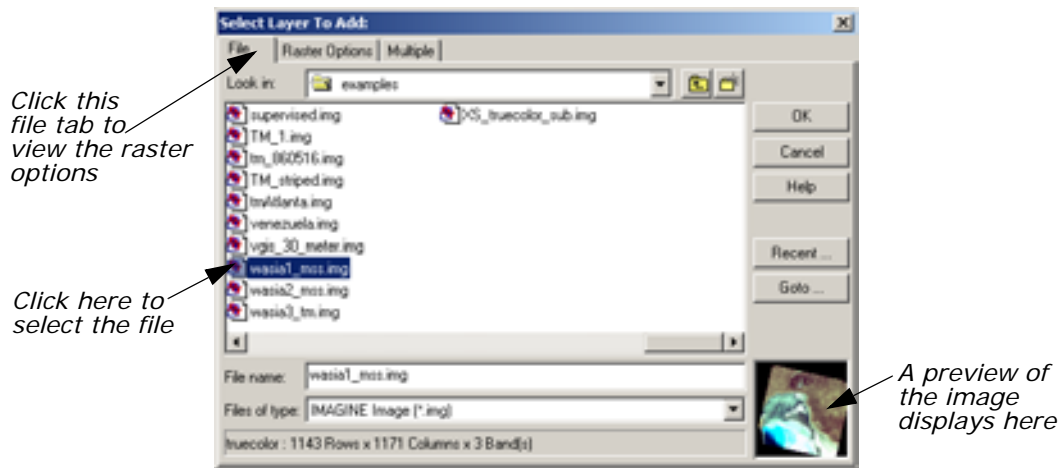 Select Layer To Add:
File Raster Options Multiple
Look in: examples
Click this
file tab to
view the raster
options
supervised.img
TM_1.img
tm_860516.img
TM_striped.img
tmAtlanta.img
venezuela.img
vgis_30_meter.img
wasia1_mss.img
wasia2_mss.img
wasia3_tm.img
XS_truecolor_sub.img
OK
Cancel
Help
Recent ...
Goto ...
Click here to
select the file
File name: wasia1_mss.img
Files of type: IMAGINE Image (*.img)
truecolor : 1143 Rows x 1171 Columns x 3 Band(s)
A preview of
the image
displays here